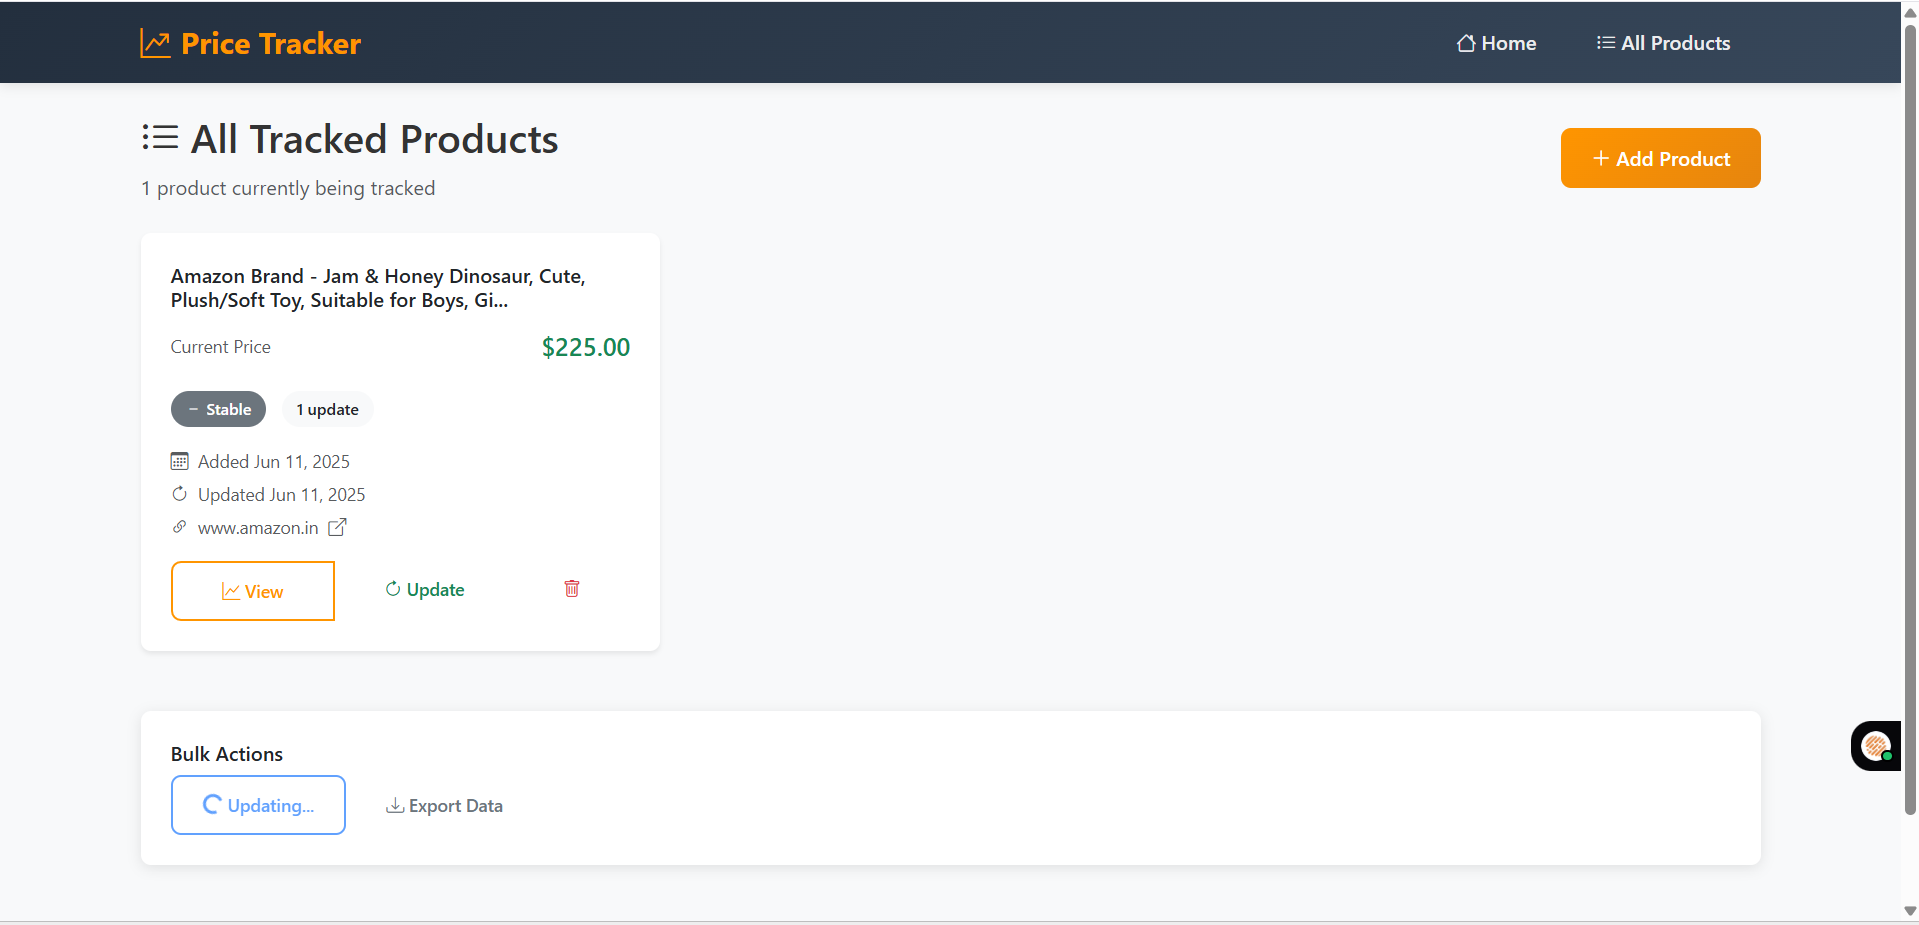 Price Tracker
Home
All Products
All Tracked Products
1 product currently being tracked
+ Add Product
Amazon Brand - Jam & Honey Dinosaur, Cute,
Plush/Soft Toy, Suitable for Boys, Gi...
Current Price
$225.00
− Stable
1 update
Added Jun 11, 2025
Updated Jun 11, 2025
www.amazon.in
View
Update
Bulk Actions
Updating...
Export Data